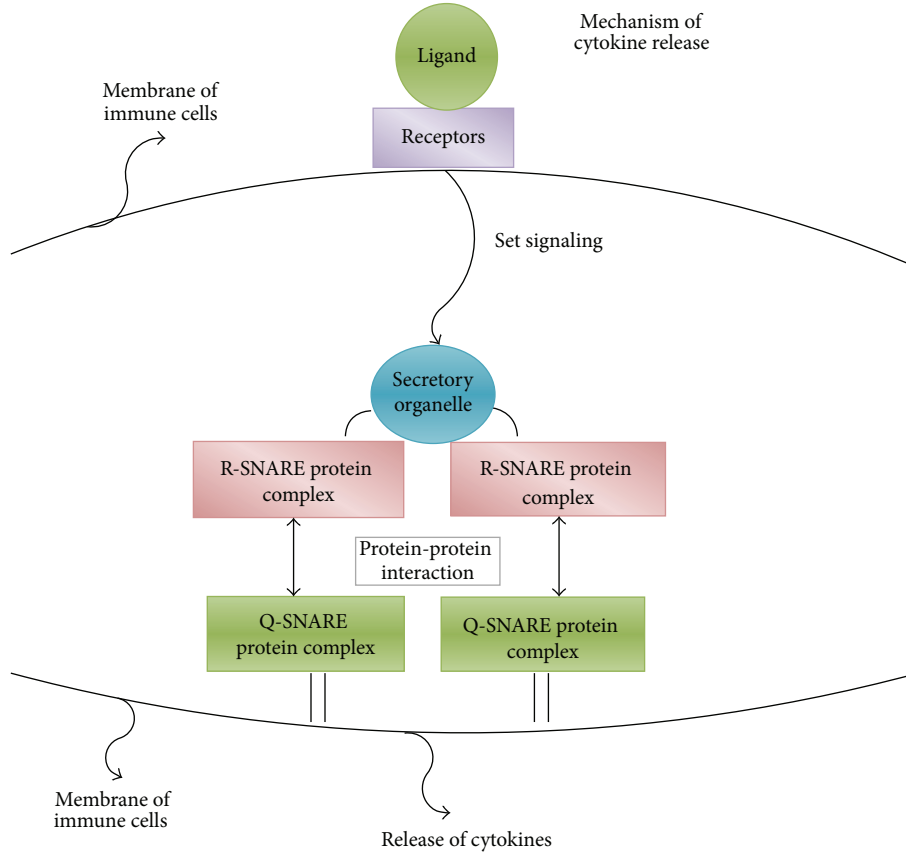 Mechanism of
cytokine release
Ligand
Membrane of
immune cells
Receptors
Set signaling
Secretory
organelle
R-SNARE protein
complex
R-SNARE protein
complex
Protein-protein
interaction
Q-SNARE
protein complex
Q-SNARE protein
complex
Membrane of
immune cells
Release of cytokines